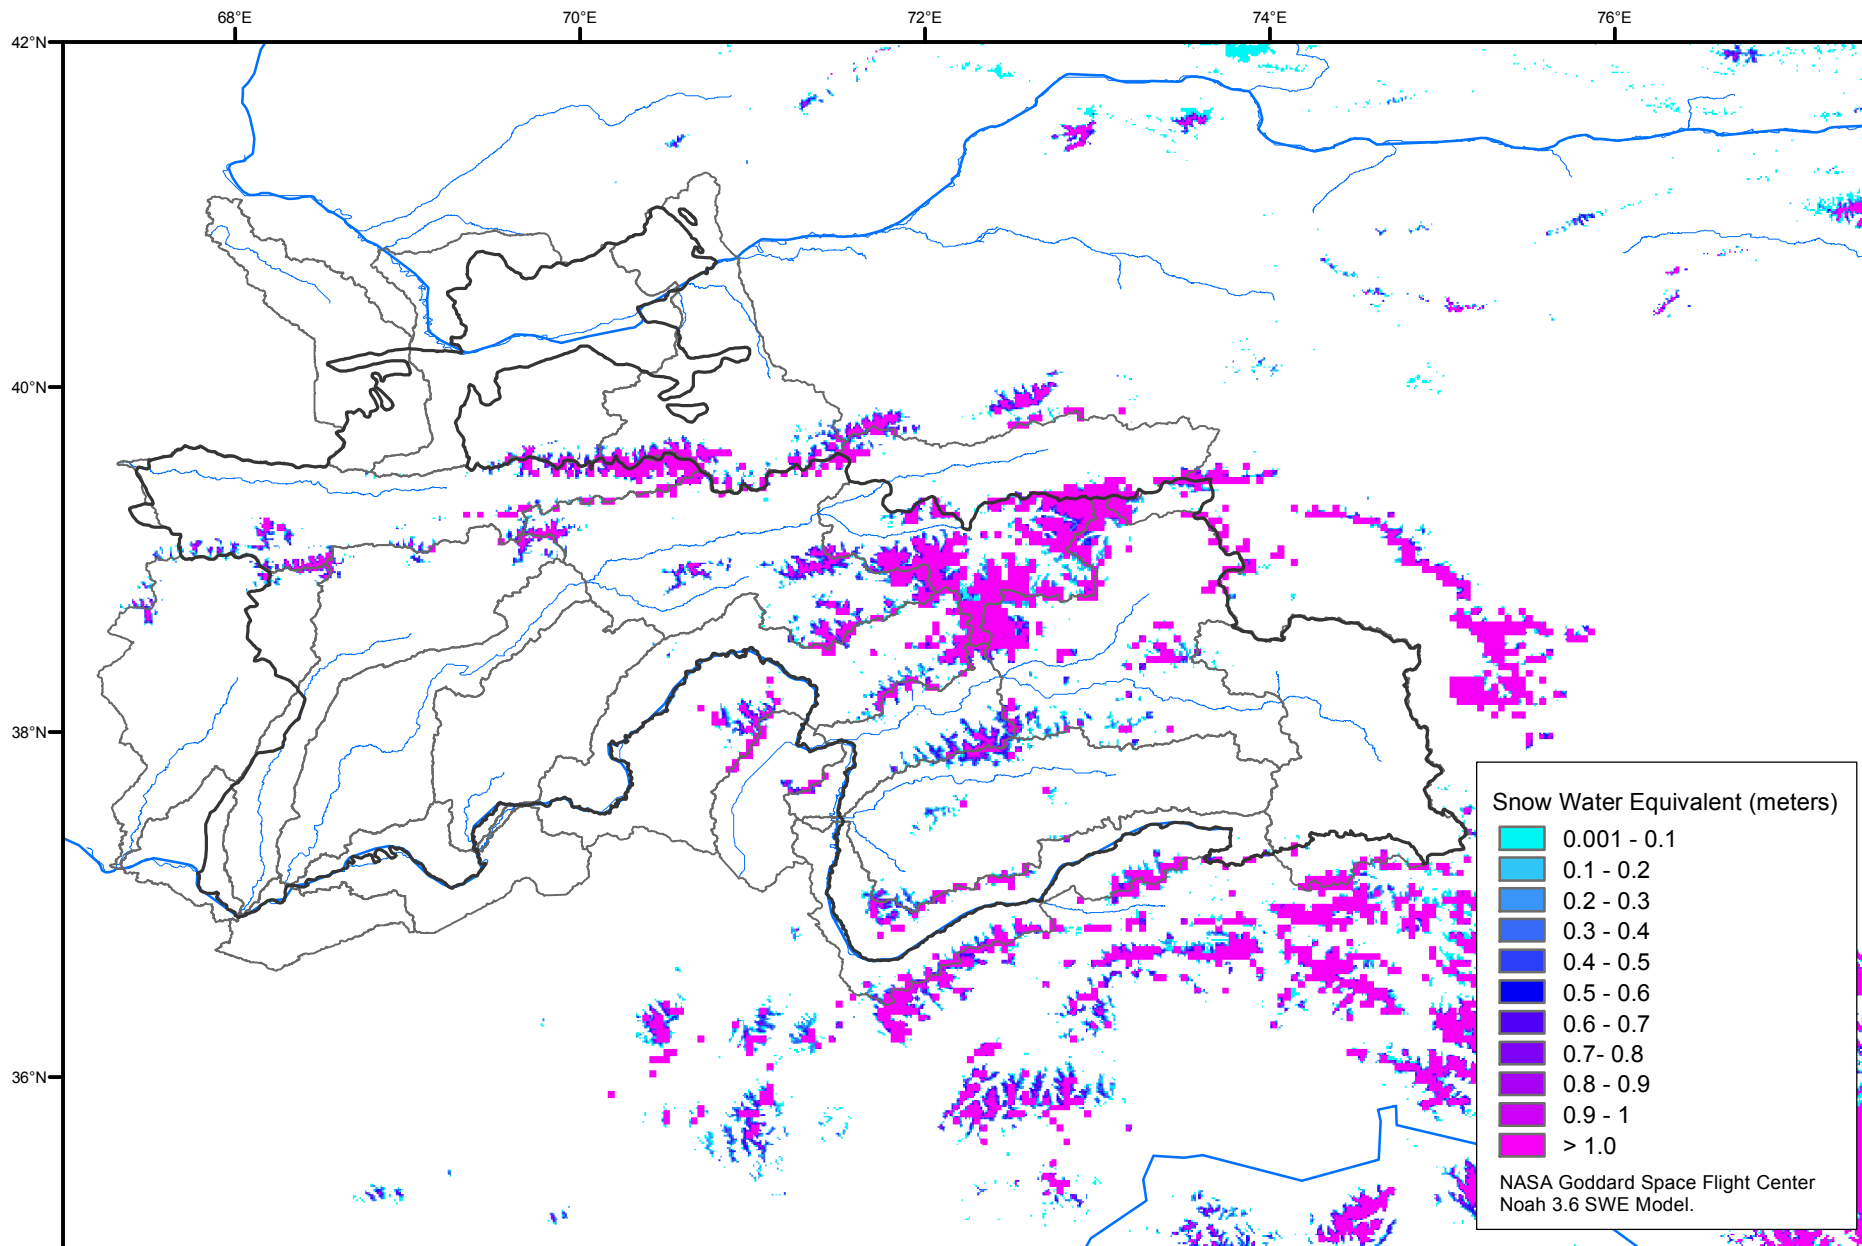 68°E
70°E
72°E
74°E
76°E
42°N
40°N
38°N
36°N
Snow Water Equivalent (meters)
0.001 - 0.1
0.1 - 0.2
0.2 - 0.3
0.3 - 0.4
0.4 - 0.5
0.5 - 0.6
0.6 - 0.7
0.7- 0.8
0.8 - 0.9
0.9 - 1
> 1.0
NASA Goddard Space Flight Center
Noah 3.6 SWE Model.